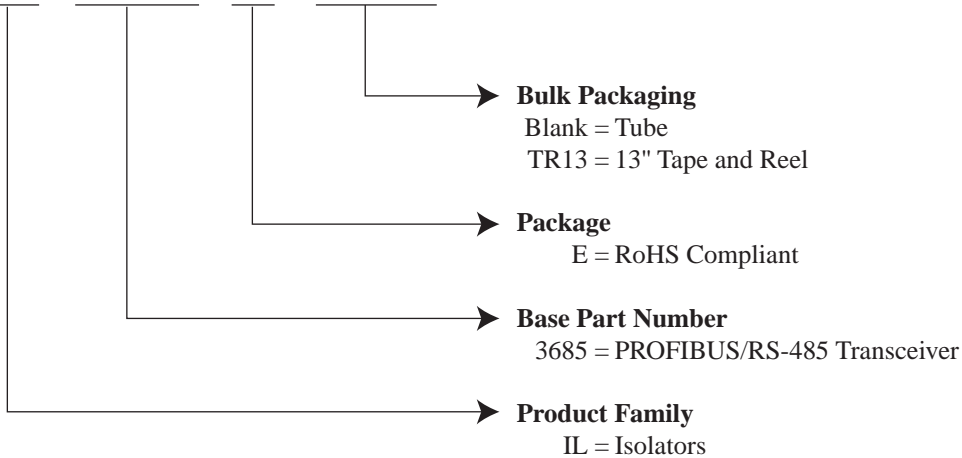 Bulk Packaging
Blank = Tube
TR13 = 13" Tape and Reel
Package
E = RoHS Compliant
Base Part Number
3685 = PROFIBUS/RS-485 Transceiver
Product Family
IL = Isolators